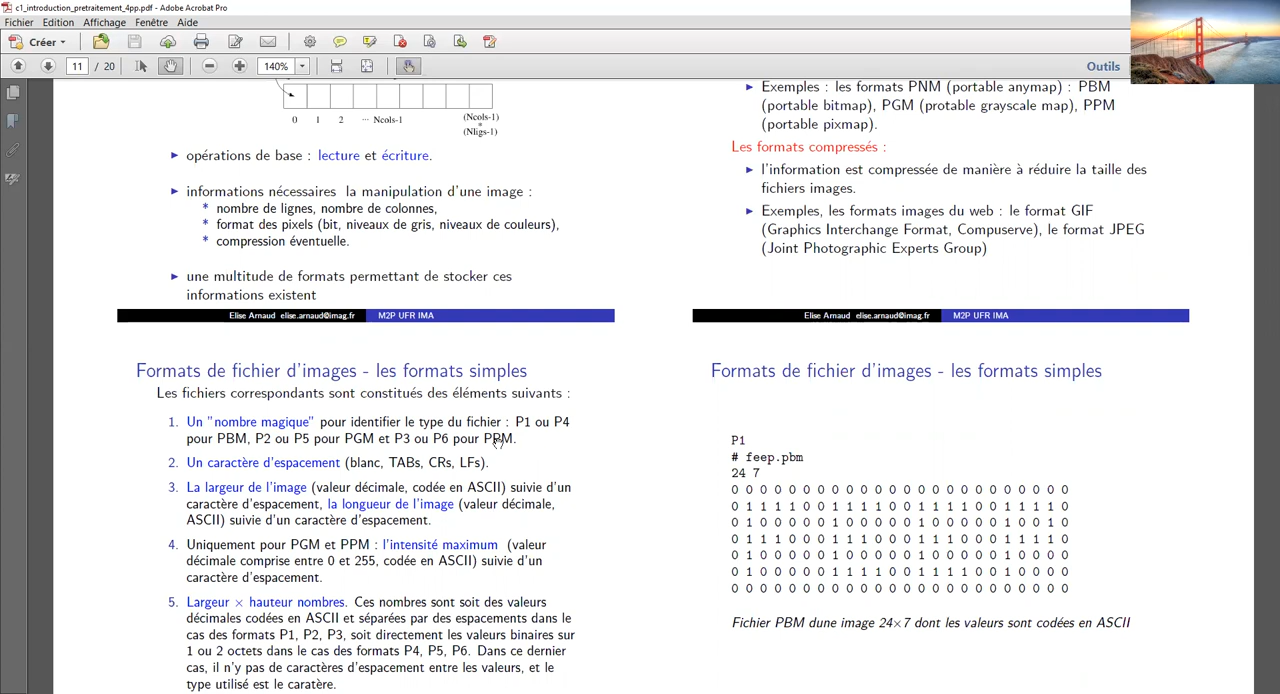 c1_introduction_pretraitement_4pp.pdf - Adobe Acrobat Pro
Fichier Edition Affichage Fenêtre Aide
Créer
11 / 20 140% Outils
0 1 2 ··· Ncols-1 (Ncols-1)
*
(Nligs-1)
▶ opérations de base : lecture et écriture.
▶ informations nécessaires la manipulation d'une image :
* nombre de lignes, nombre de colonnes,
* format des pixels (bit, niveaux de gris, niveaux de couleurs),
* compression éventuelle.
▶ une multitude de formats permettant de stocker ces
informations existent
Elise Arnaud elise.arnaud@imag.fr M2P UFR IMA
▶ Exemples : les formats PNM (portable anymap) : PBM
(portable bitmap), PGM (protable grayscale map), PPM
(portable pixmap).
Les formats compressés :
▶ l'information est compressée de manière à réduire la taille des
fichiers images.
▶ Exemples, les formats images du web : le format GIF
(Graphics Interchange Format, Compuserve), le format JPEG
(Joint Photographic Experts Group)
Elise Arnaud elise.arnaud@imag.fr M2P UFR IMA
Formats de fichier d'images - les formats simples
Les fichiers correspondants sont constitués des éléments suivants :
1. Un "nombre magique" pour identifier le type du fichier : P1 ou P4
pour PBM, P2 ou P5 pour PGM et P3 ou P6 pour PPM.
2. Un caractère d'espacement (blanc, TABs, CRs, LFs).
3. La largeur de l'image (valeur décimale, codée en ASCII) suivie d'un
caractère d'espacement, la longueur de l'image (valeur décimale,
ASCII) suivie d'un caractère d'espacement.
4. Uniquement pour PGM et PPM : l'intensité maximum (valeur
décimale comprise entre 0 et 255, codée en ASCII) suivie d'un
caractère d'espacement.
5. Largeur × hauteur nombres. Ces nombres sont soit des valeurs
décimales codées en ASCII et séparées par des espacements dans le
cas des formats P1, P2, P3, soit directement les valeurs binaires sur
1 ou 2 octets dans le cas des formats P4, P5, P6. Dans ce dernier
cas, il n'y pas de caractères d'espacement entre les valeurs, et le
type utilisé est le caratère.
Formats de fichier d'images - les formats simples
P1
# feep.pbm
24 7
0 0 0 0 0 0 0 0 0 0 0 0 0 0 0 0 0 0 0 0 0 0 0 0
0 1 1 1 1 0 0 1 1 1 1 0 0 1 1 1 1 0 0 1 1 1 1 0
0 1 0 0 0 0 0 1 0 0 0 0 0 1 0 0 0 0 0 1 0 0 1 0
0 1 1 1 0 0 0 1 1 1 0 0 0 1 1 1 0 0 0 1 1 1 1 0
0 1 0 0 0 0 0 1 0 0 0 0 0 1 0 0 0 0 0 1 0 0 0 0
0 1 0 0 0 0 0 1 1 1 1 0 0 1 1 1 1 0 0 1 0 0 0 0
0 0 0 0 0 0 0 0 0 0 0 0 0 0 0 0 0 0 0 0 0 0 0 0
Fichier PBM dune image 24×7 dont les valeurs sont codées en ASCII